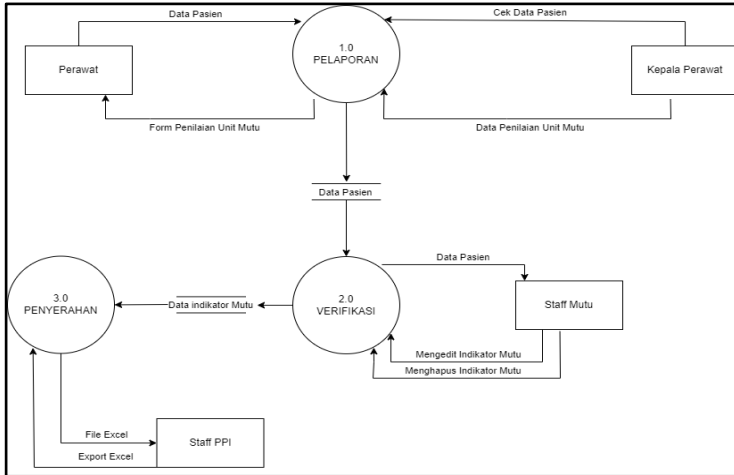 Data Pasien
Cek Data Pasien
1.0
PELAPORAN
Perawat
Kepala Perawat
Form Penilaian Unit Mutu
Data Penilaian Unit Mutu
Data Pasien
Data Pasien
3.0
PENYERAHAN
Data indikator Mutu
2.0
VERIFIKASI
Staff Mutu
Mengedit Indikator Mutu
Menghapus Indikator Mutu
File Excel
Staff PPI
Export Excel